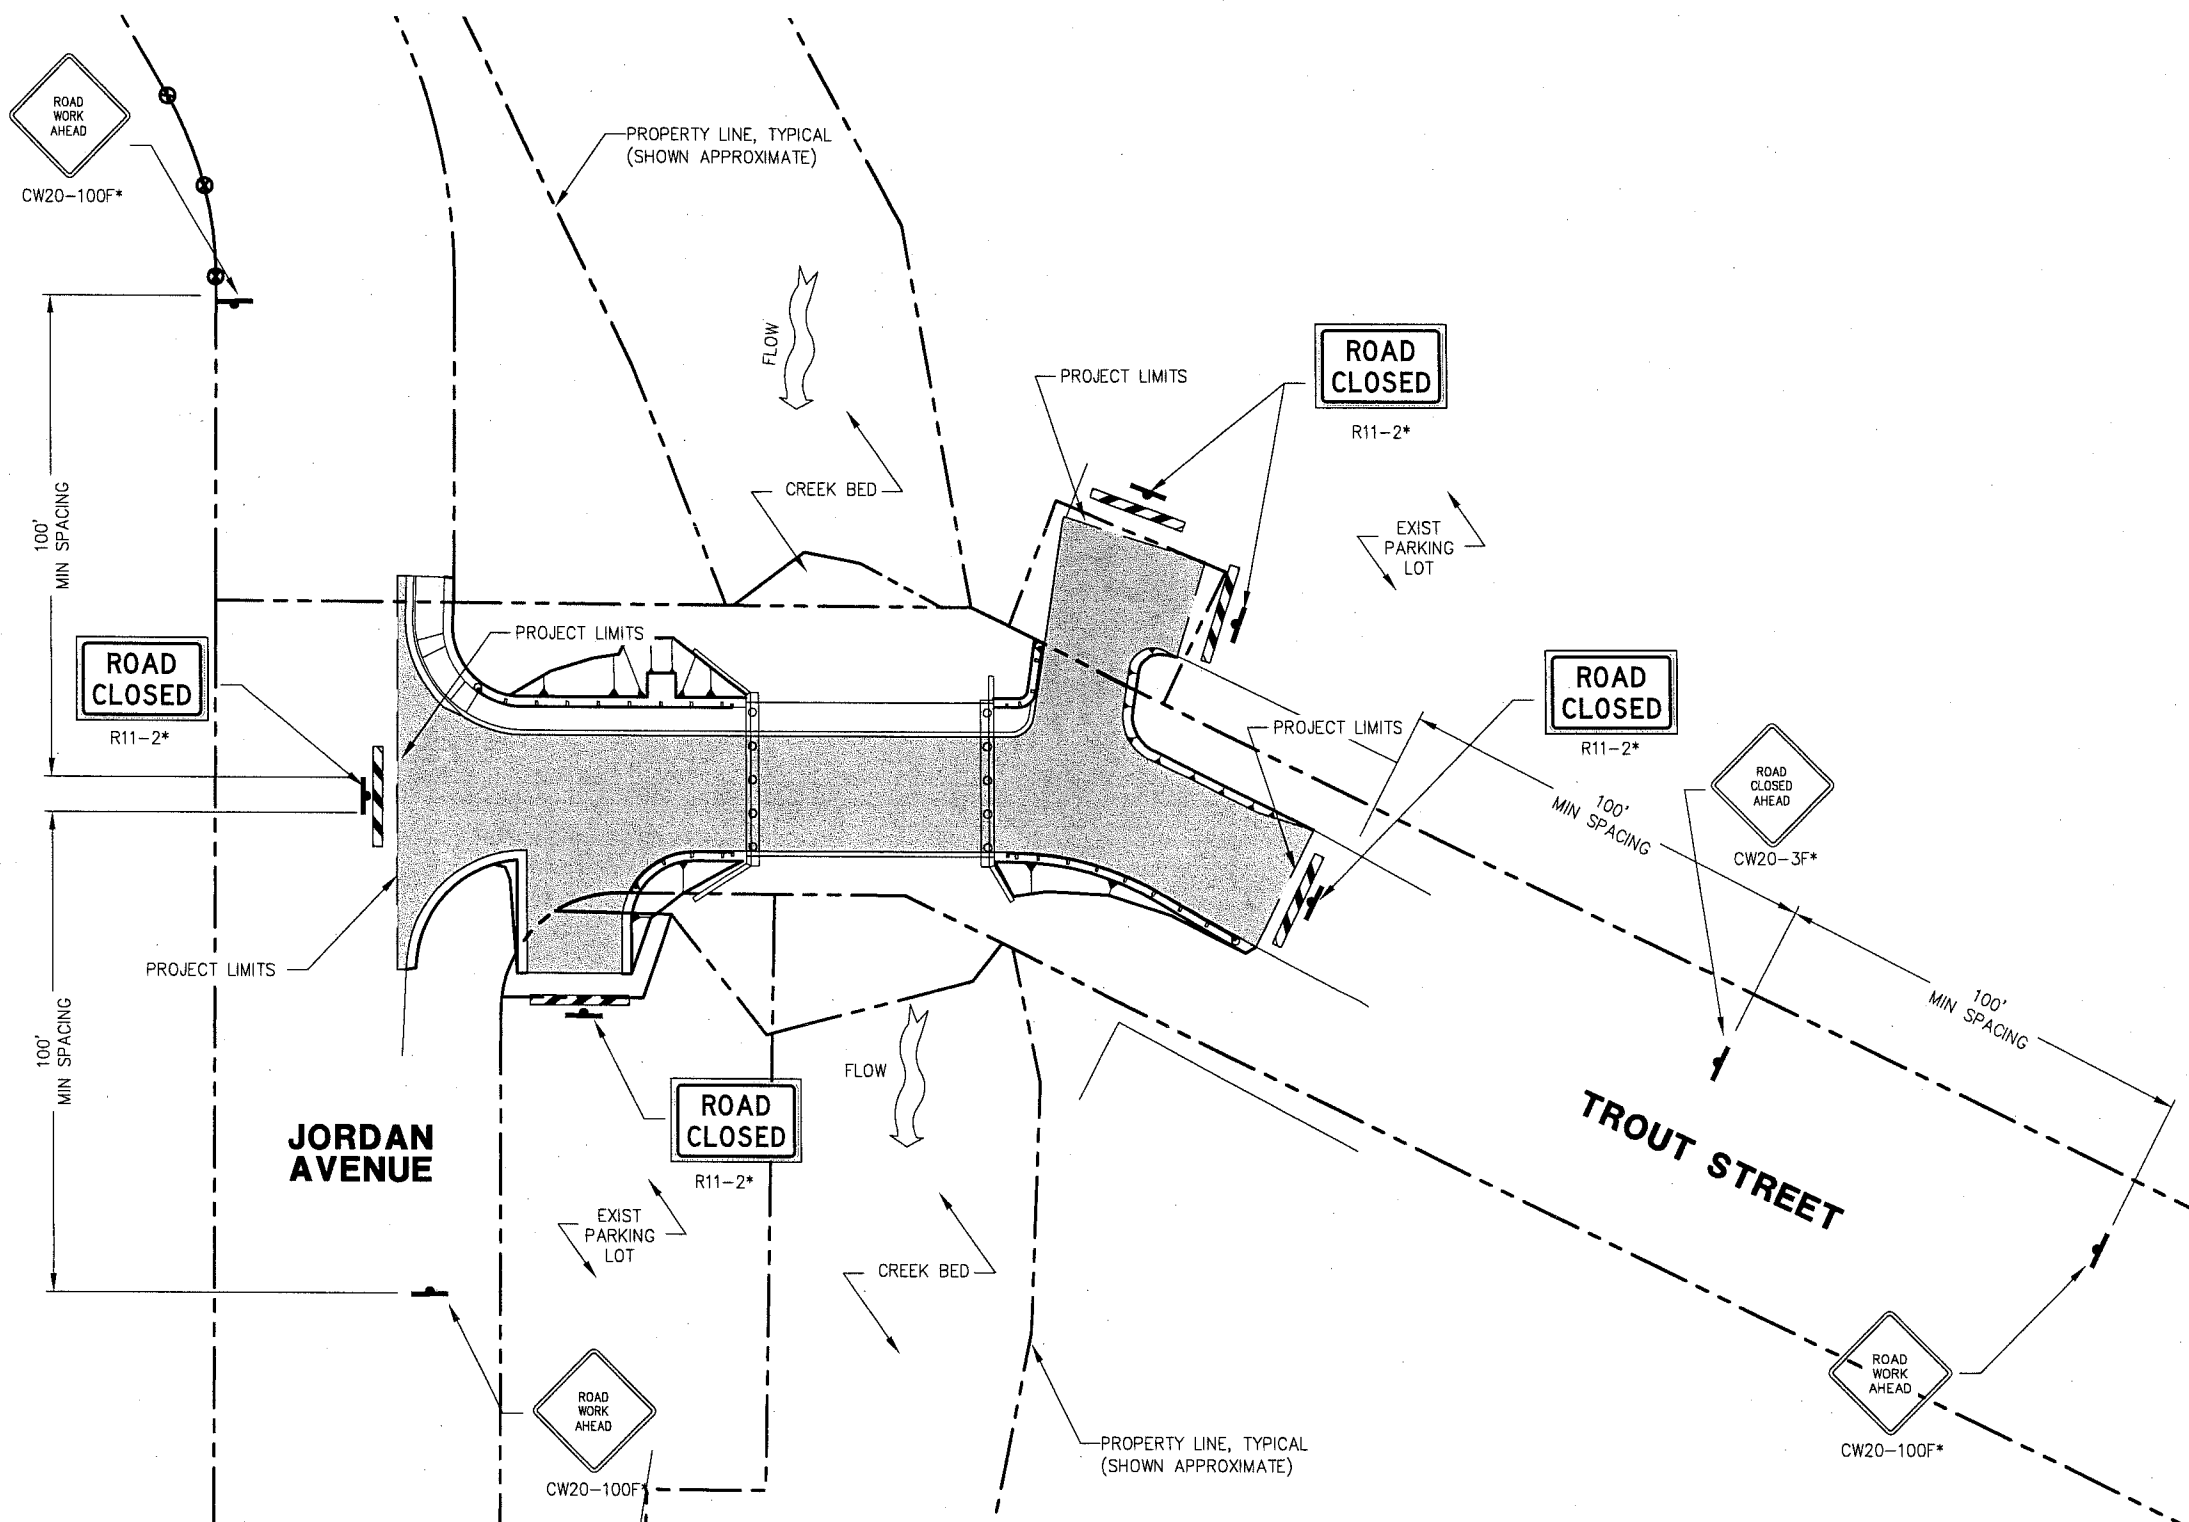 ROAD
WORK
AHEAD
CW20-100F*
PROPERTY LINE, TYPICAL
(SHOWN APPROXIMATE)
FLOW
PROJECT LIMITS
ROAD
CLOSED
R11-2*
CREEK BED
100'
MIN SPACING
EXIST
PARKING
LOT
PROJECT LIMITS
ROAD
CLOSED
R11-2*
ROAD
CLOSED
R11-2*
PROJECT LIMITS
ROAD
CLOSED
AHEAD
CW20-3F*
100'
MIN SPACING
PROJECT LIMITS
100'
MIN SPACING
100'
MIN SPACING
FLOW
ROAD
CLOSED
R11-2*
JORDAN
AVENUE
TROUT STREET
EXIST
PARKING
LOT
CREEK BED
ROAD
WORK
AHEAD
CW20-100F*
PROPERTY LINE, TYPICAL
(SHOWN APPROXIMATE)
ROAD
WORK
AHEAD
CW20-100F*